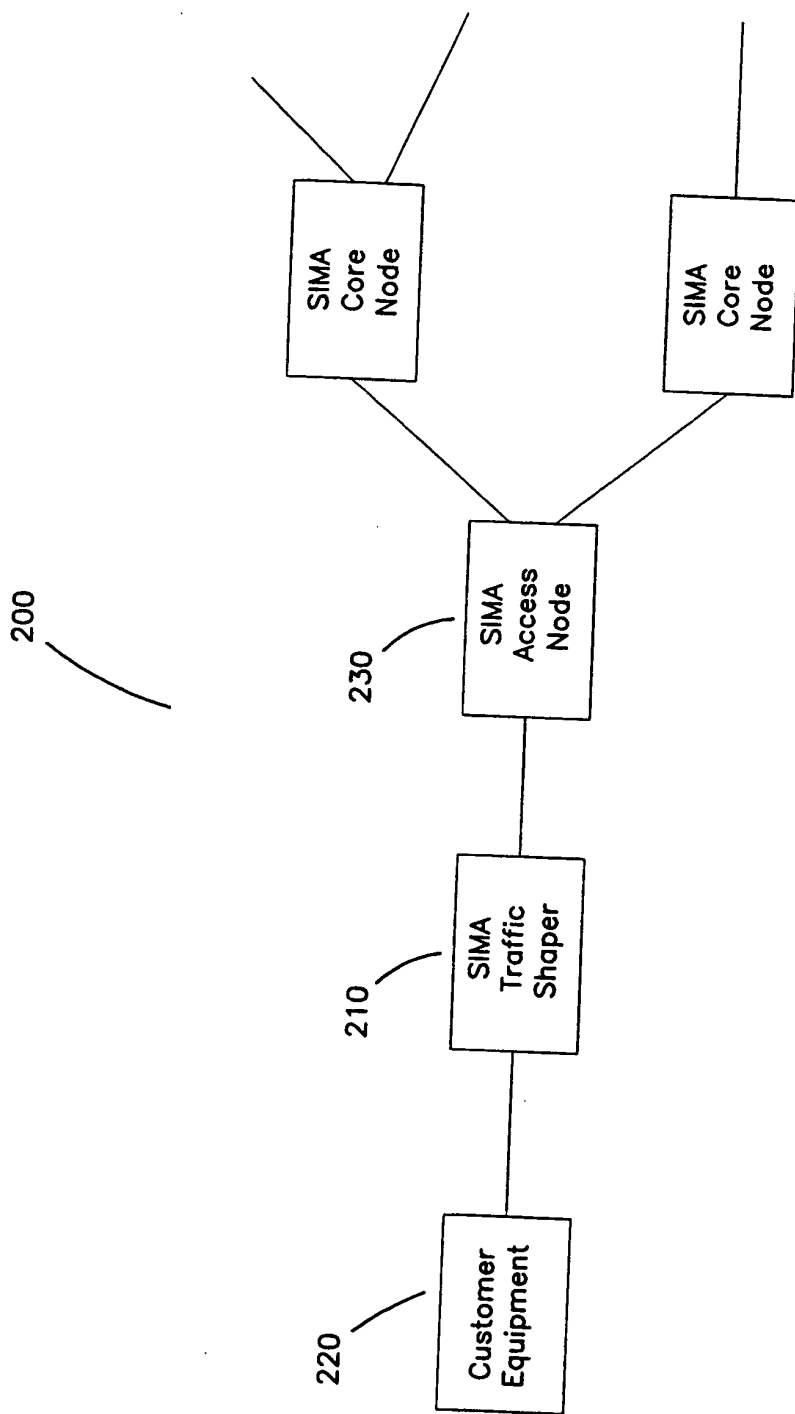 200
220
Customer
Equipment
210
SIMA
Traffic
Shaper
230
SIMA
Access
Node
SIMA
Core
Node
SIMA
Core
Node